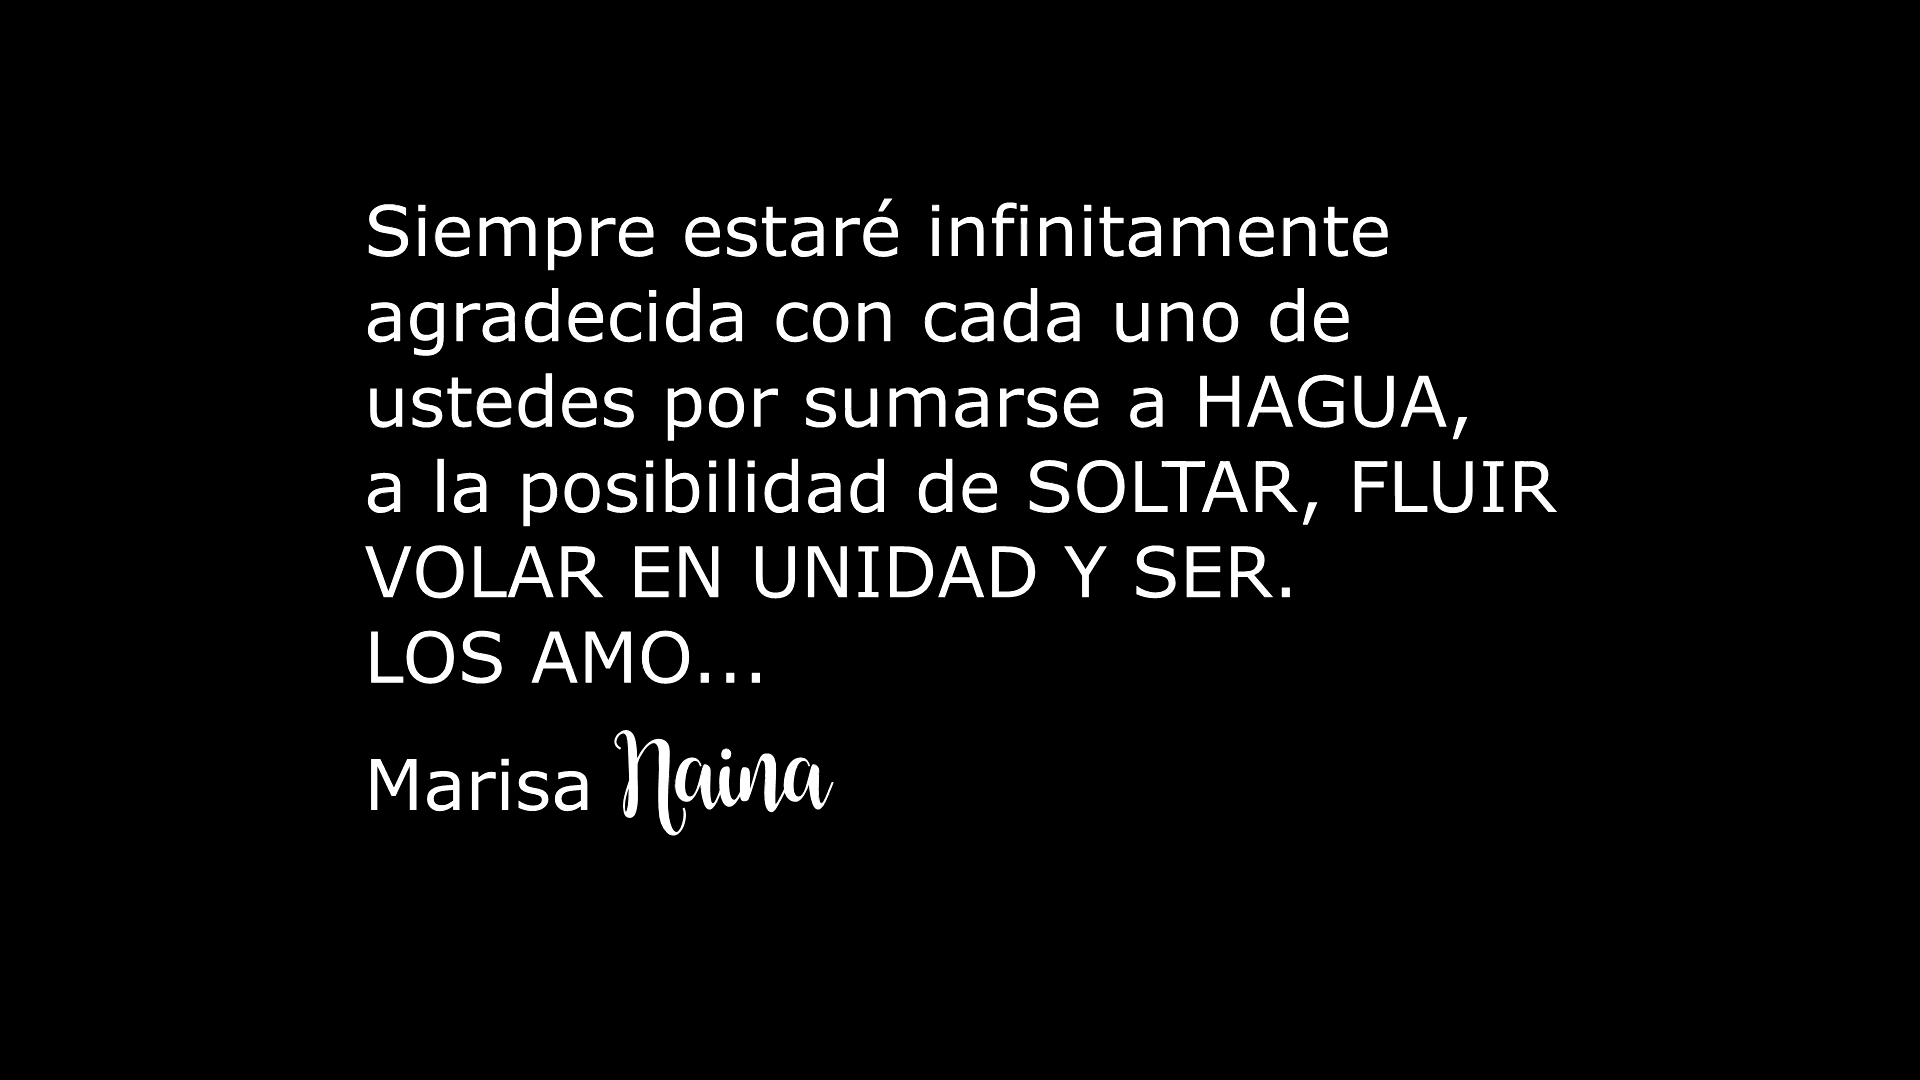 Siempre estaré infinitamente
agradecida con cada uno de
ustedes por sumarse a HAGUA,
a la posibilidad de SOLTAR, FLUIR
VOLAR EN UNIDAD Y SER.
LOS AMO...
Marisa Naina